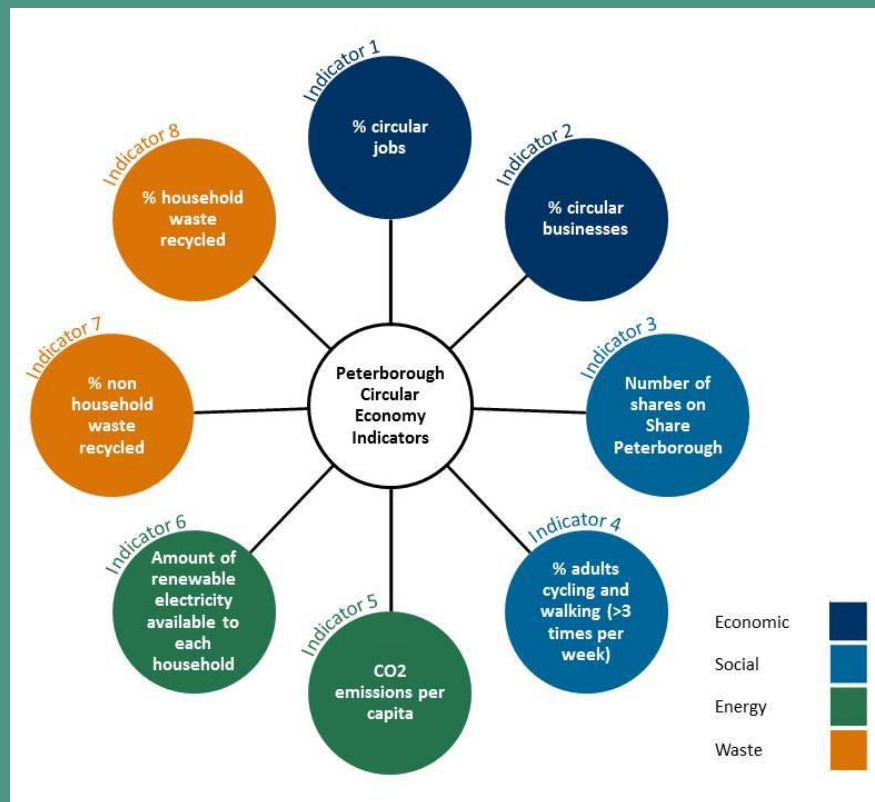 Indicator 1
% circular
jobs
Indicator 2
% circular
businesses
Indicator 3
Number of
shares on
Share
Peterborough
Indicator 4
% adults
cycling and
walking (>3
times per
week)
Indicator 5
CO2
emissions per
capita
Indicator 6
Amount of
renewable
electricity
available to
each
household
Indicator 7
% non
household
waste
recycled
Indicator 8
% household
waste
recycled
Peterborough
Circular
Economy
Indicators
Economic
Social
Energy
Waste